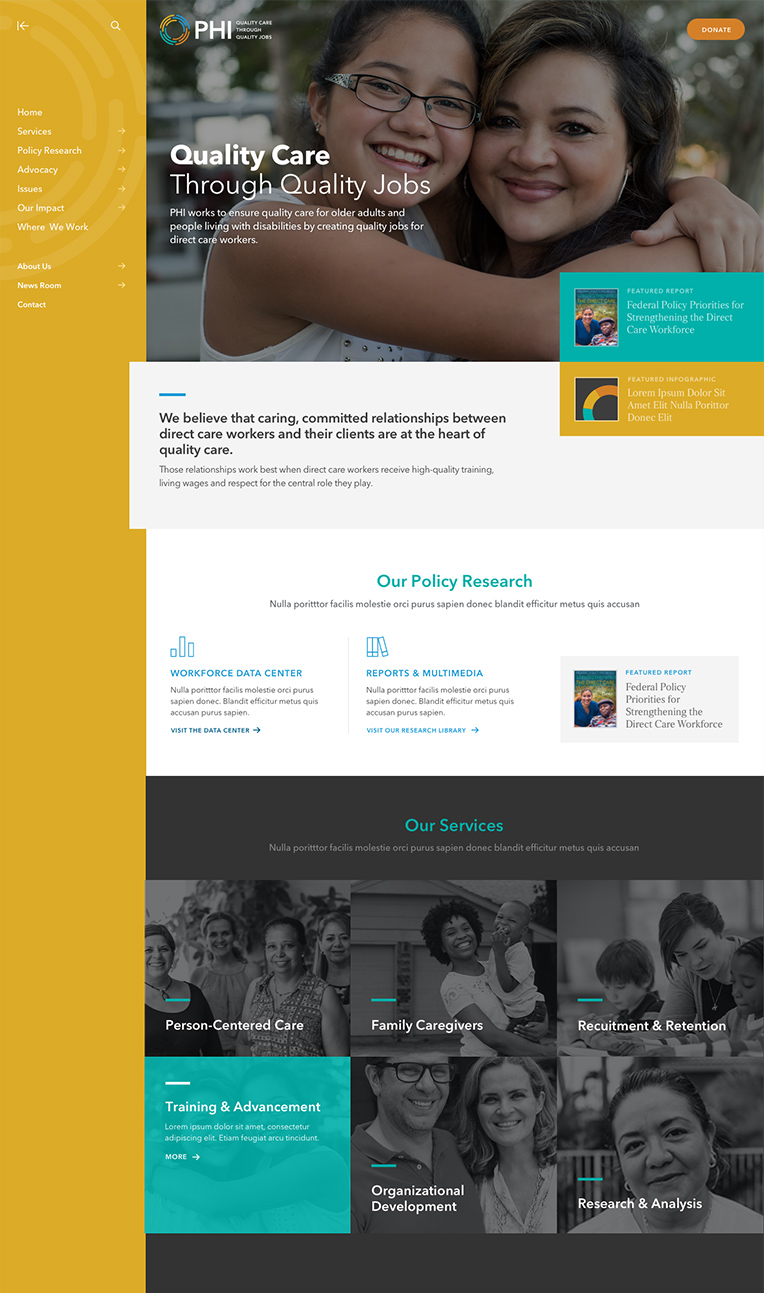 PHI
QUALITY CARE
THROUGH
QUALITY JOBS
DONATE
Home
Services
Policy Research
Advocacy
Issues
Our Impact
Where We Work
About Us
News Room
Contact
Quality Care
Through Quality Jobs
PHI works to ensure quality care for older adults and
people living with disabilities by creating quality jobs for
direct care workers.
FEATURED REPORT
Federal Policy Priorities for
Strengthening the Direct
Care Workforce
FEATURED INFOGRAPHIC
Lorem Ipsum Dolor Sit
Amet Elit Nulla Porittor
Donec Elit
We believe that caring, committed relationships between
direct care workers and their clients are at the heart of
quality care.
Those relationships work best when direct care workers receive high-quality training,
living wages and respect for the central role they play.
Our Policy Research
Nulla poritttor facilis molestie orci purus sapien donec blandit efficitur metus quis accusan
WORKFORCE DATA CENTER
Nulla poritttor facilis molestie orci purus
sapien donec. Blandit efficitur metus quis
accusan purus sapien.
VISIT THE DATA CENTER
REPORTS & MULTIMEDIA
Nulla poritttor facilis molestie orci purus
sapien donec. Blandit efficitur metus quis
accusan purus sapien.
VISIT OUR RESEARCH LIBRARY
FEATURED REPORT
Federal Policy
Priorities for
Strengthening the
Direct Care Workforce
Our Services
Nulla poritttor facilis molestie orci purus sapien donec blandit efficitur metus quis accusan
Person-Centered Care
Family Caregivers
Recuitment & Retention
Training & Advancement
Lorem ipsum dolor sit amet, consectetur
adipiscing elit. Etiam feugiat arcu tincidunt.
MORE
Organizational
Development
Research & Analysis